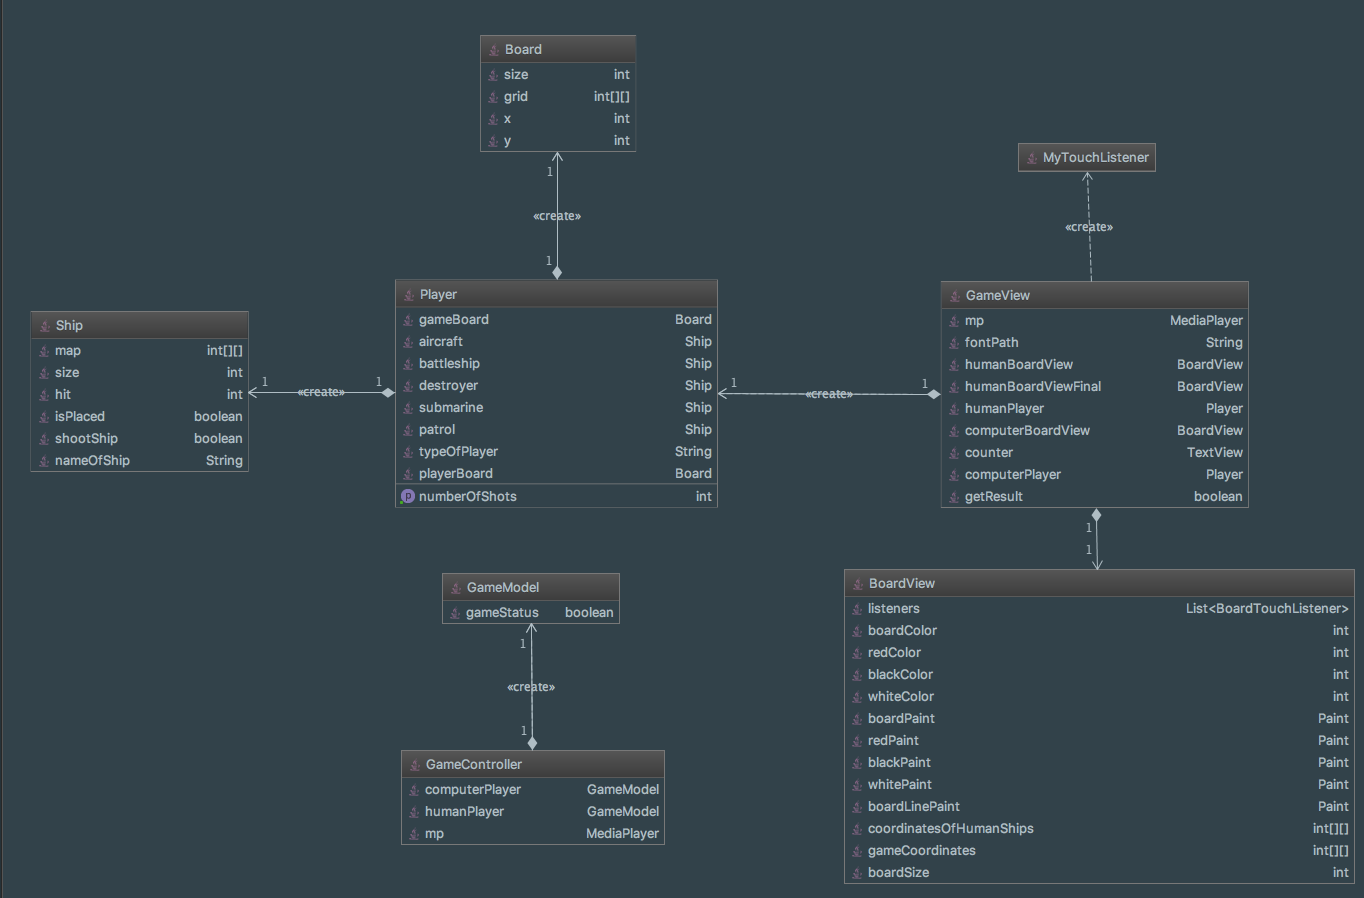 Board
size int
grid int[][]
x int
y int
1
«create»
1
MyTouchListener
«create»
Player
gameBoard Board
aircraft Ship
battleship Ship
destroyer Ship
submarine Ship
patrol Ship
typeOfPlayer String
playerBoard Board
p numberOfShots int
Ship
map int[][]
size int
hit int
isPlaced boolean
shootShip boolean
nameOfShip String
1 «create» 1
1 «create» 1
GameView
mp MediaPlayer
fontPath String
humanBoardView BoardView
humanBoardViewFinal BoardView
humanPlayer Player
computerBoardView BoardView
counter TextView
computerPlayer Player
getResult boolean
1
1
GameModel
gameStatus boolean
1
«create»
1
GameController
computerPlayer GameModel
humanPlayer GameModel
mp MediaPlayer
BoardView
listeners List<BoardTouchListener>
boardColor int
redColor int
blackColor int
whiteColor int
boardPaint Paint
redPaint Paint
blackPaint Paint
whitePaint Paint
boardLinePaint Paint
coordinatesOfHumanShips int[][]
gameCoordinates int[][]
boardSize int